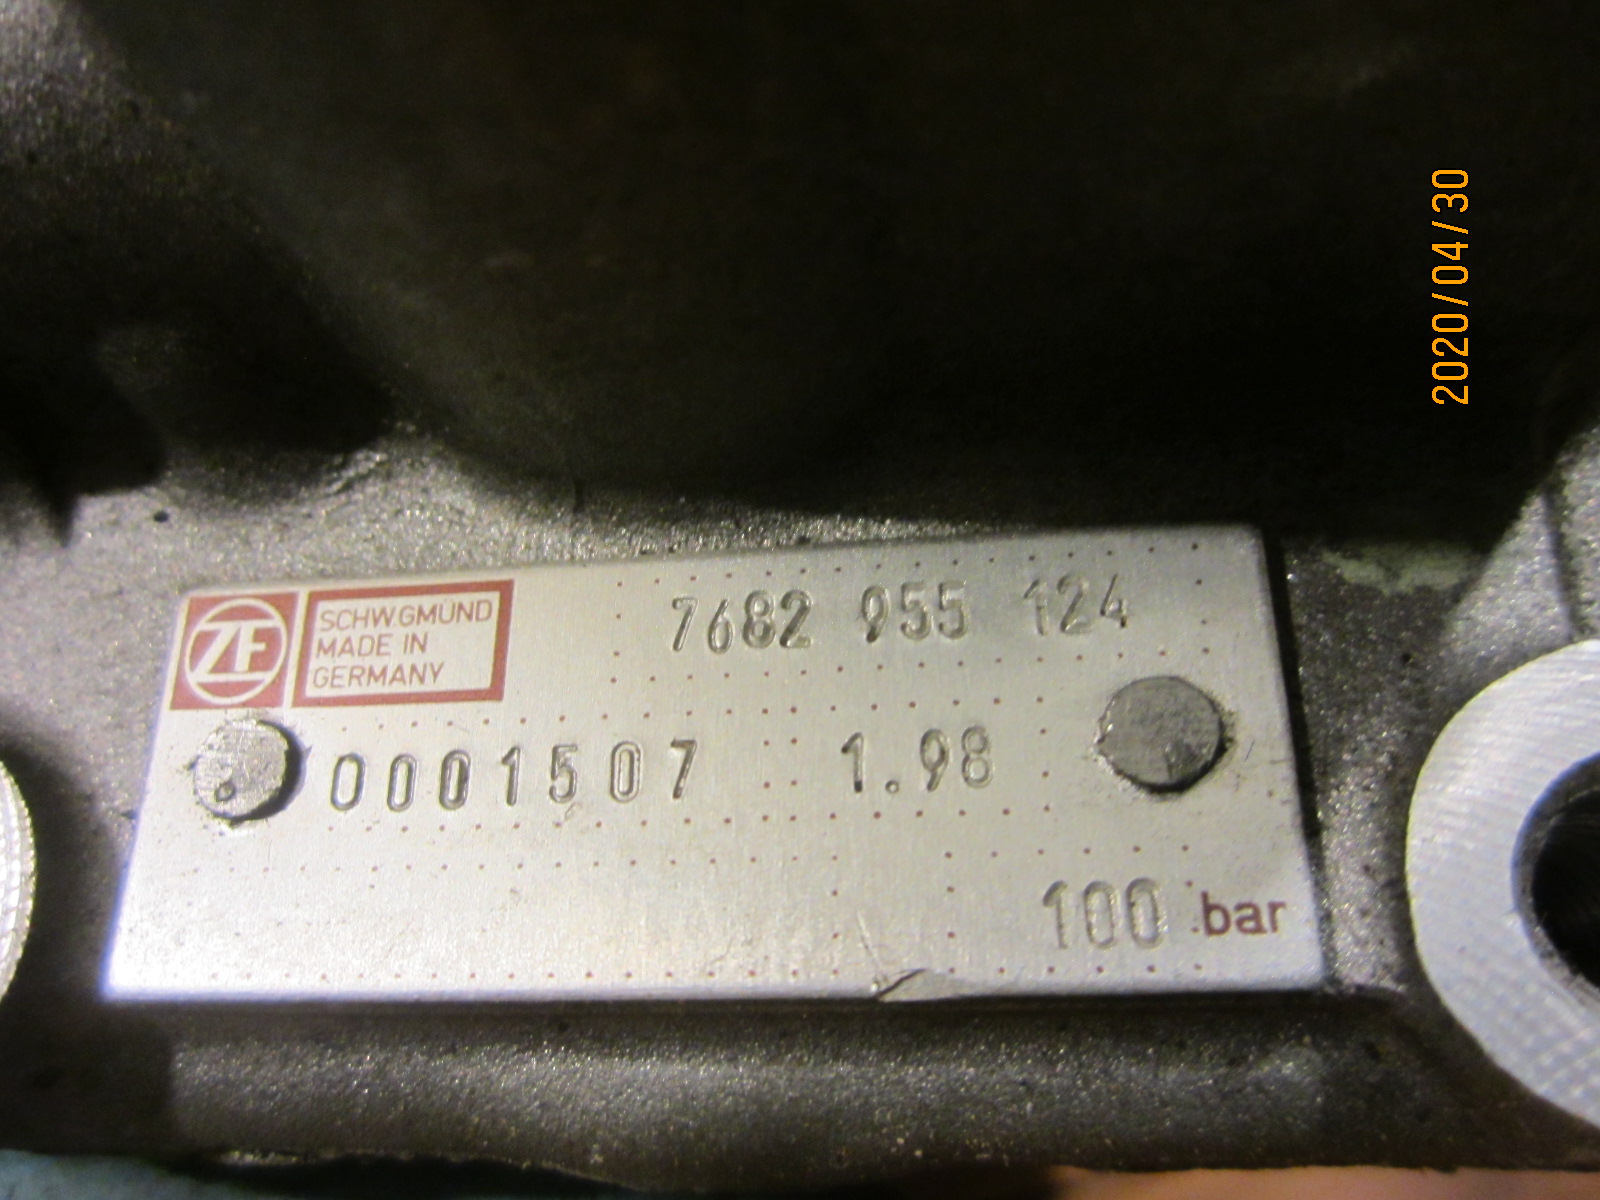 ZF
SCHW.GMÜND
MADE IN
GERMANY
7682 955 124
0001507 1.98
100 bar
2020/04/30